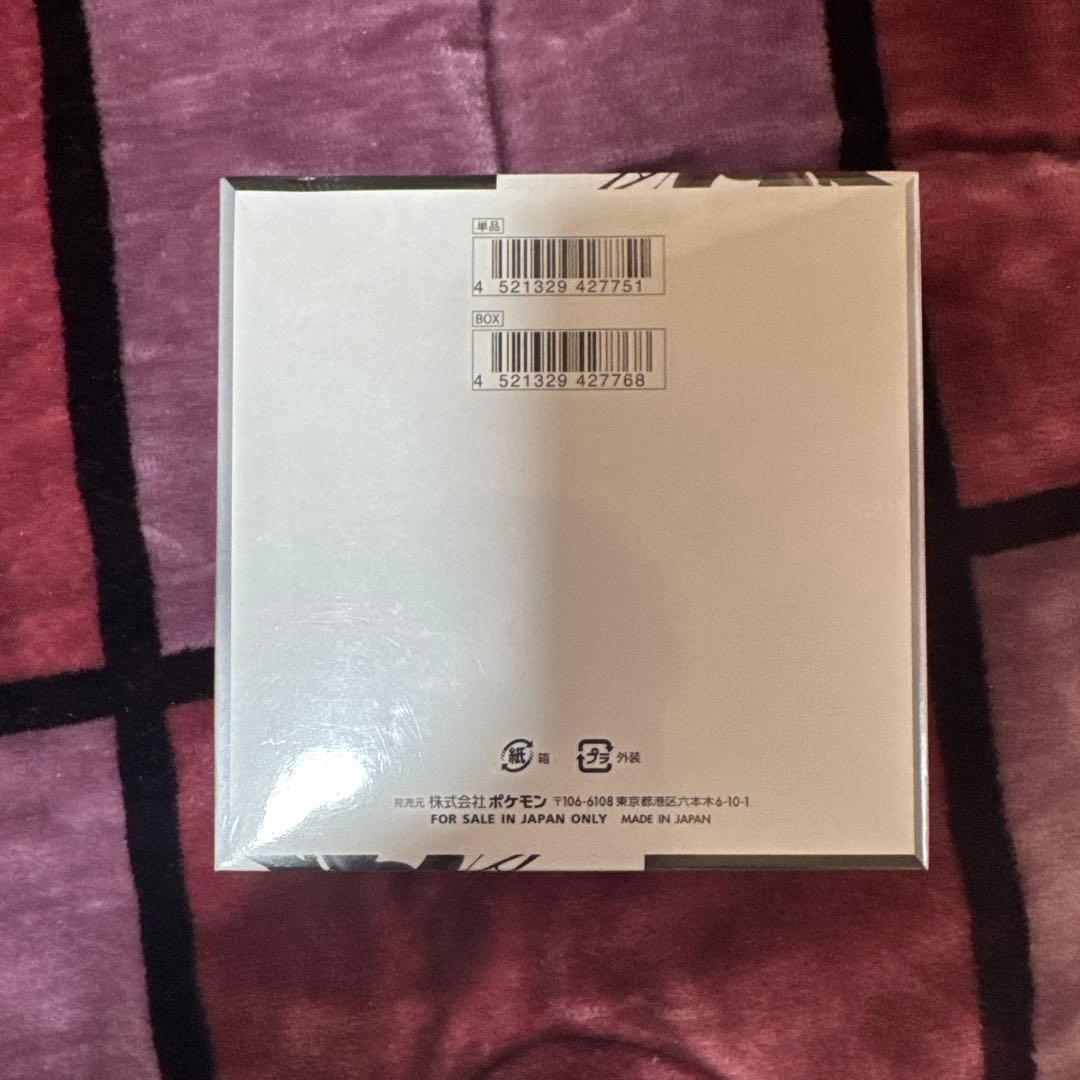 単品
4 521329 427751
BOX
4 521329 427768
紙 箱 プラ 外装
発売元 株式会社ポケモン 〒106-6108 東京都港区六本木6-10-1
FOR SALE IN JAPAN ONLY MADE IN JAPAN